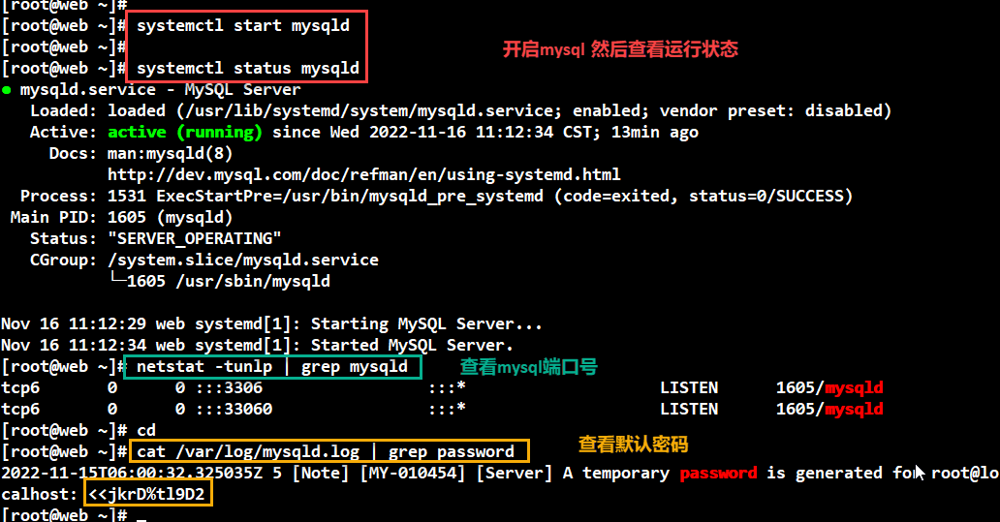 [root@web ~]#
[root@web ~]# systemctl start mysqld
[root@web ~]#
开启mysql 然后查看运行状态
[root@web ~]# systemctl status mysqld
● mysqld.service - MySQL Server
Loaded: loaded (/usr/lib/systemd/system/mysqld.service; enabled; vendor preset: disabled)
Active: active (running) since Wed 2022-11-16 11:12:34 CST; 13min ago
Docs: man:mysqld(8)
http://dev.mysql.com/doc/refman/en/using-systemd.html
Process: 1531 ExecStartPre=/usr/bin/mysqld_pre_systemd (code=exited, status=0/SUCCESS)
Main PID: 1605 (mysqld)
Status: "SERVER_OPERATING"
CGroup: /system.slice/mysqld.service
└─1605 /usr/sbin/mysqld
Nov 16 11:12:29 web systemd[1]: Starting MySQL Server...
Nov 16 11:12:34 web systemd[1]: Started MySQL Server.
[root@web ~]# netstat -tunlp | grep mysqld 查看mysql端口号
tcp6 0 0 :::3306 :::* LISTEN 1605/mysqld
tcp6 0 0 :::33060 :::* LISTEN 1605/mysqld
[root@web ~]# cd
[root@web ~]# cat /var/log/mysqld.log | grep password 查看默认密码
2022-11-15T06:00:32.325035Z 5 [Note] [MY-010454] [Server] A temporary password is generated for root@lo
calhost: <<jkrD%tl9D2
[root@web ~]# _